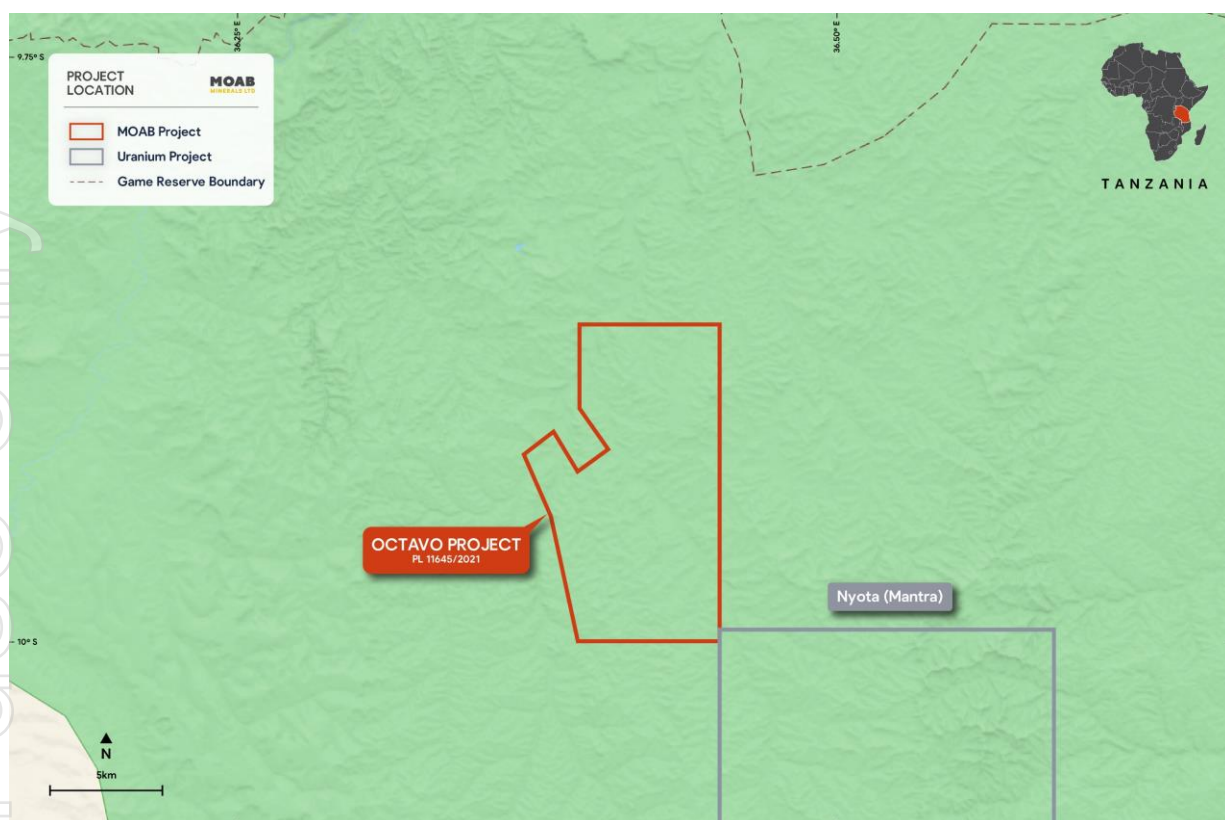 36.25° E
36.50° E
9.75° S
PROJECT
LOCATION
MOAB
MINERALS LTD
MOAB Project
Uranium Project
Game Reserve Boundary
TANZANIA
OCTAVO PROJECT
PL 11645/2021
Nyota (Mantra)
10° S
N
5km